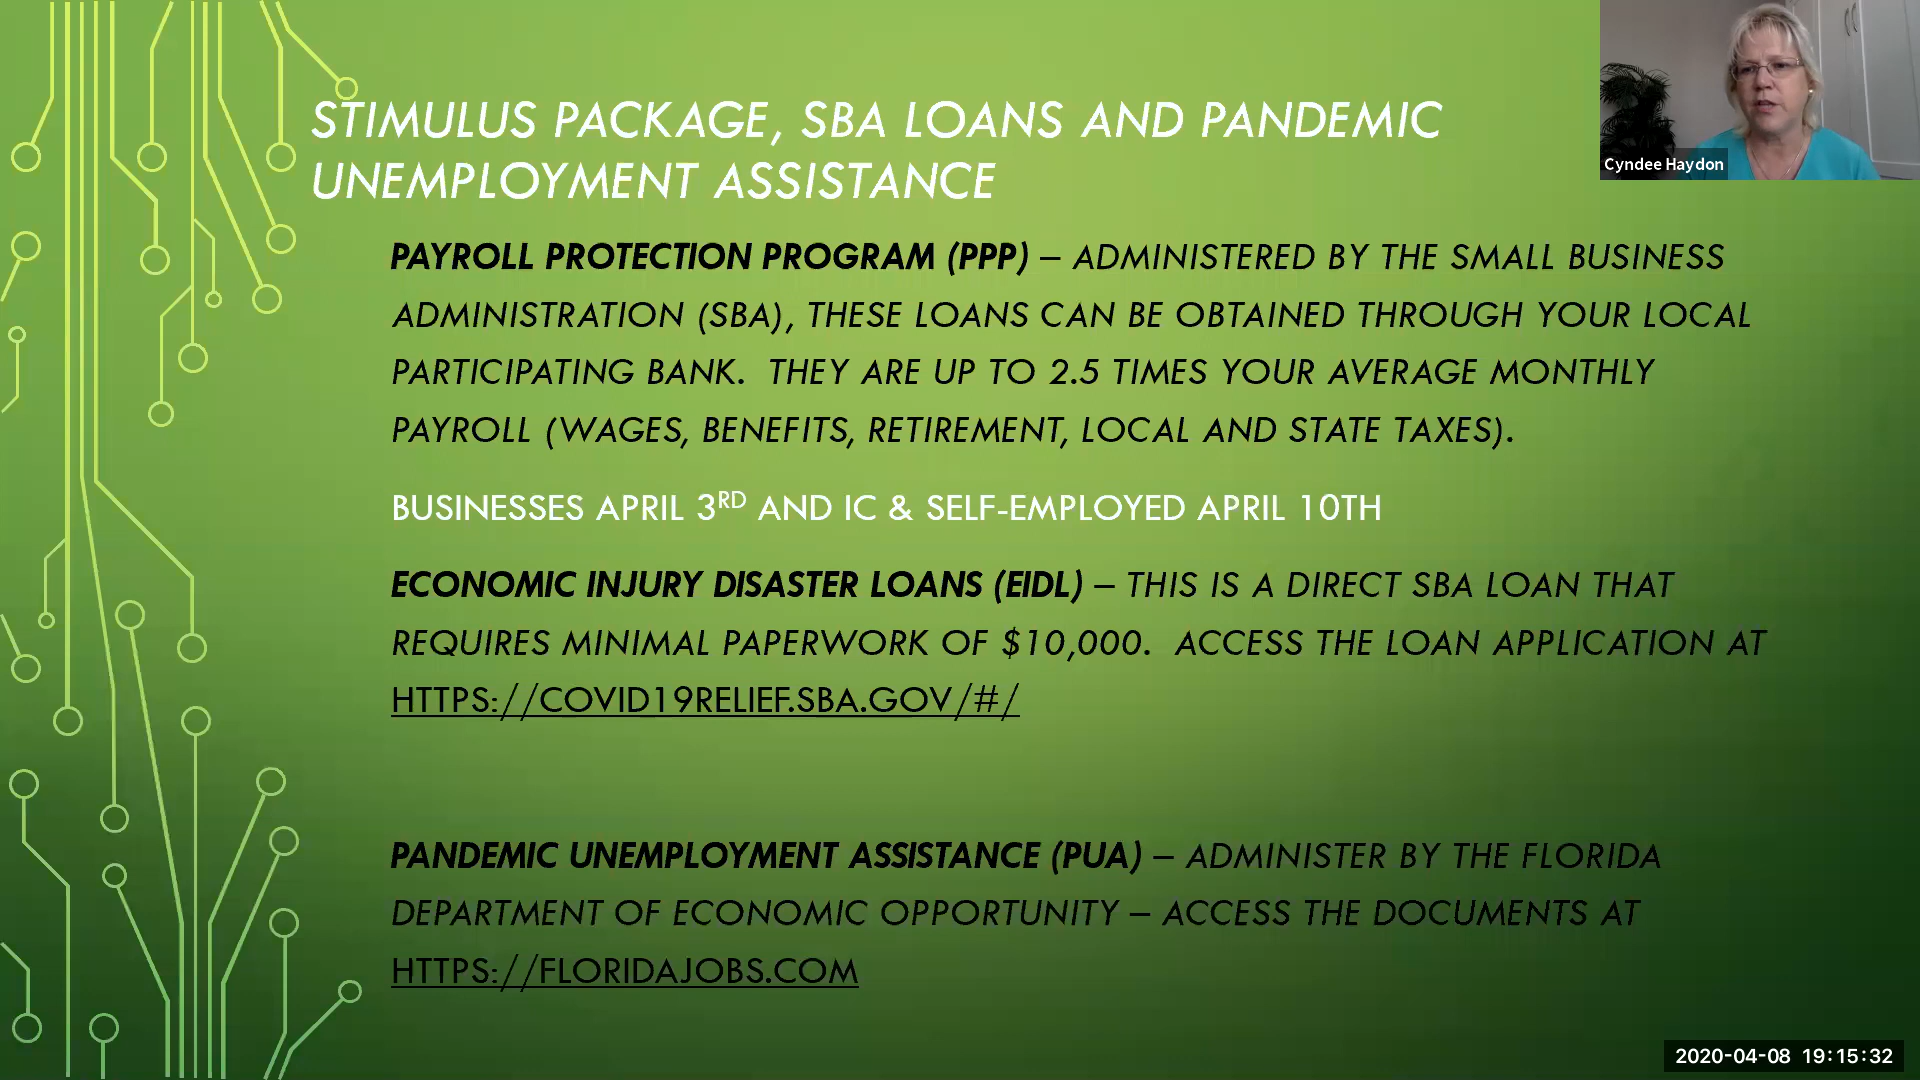 STIMULUS PACKAGE, SBA LOANS AND PANDEMIC
UNEMPLOYMENT ASSISTANCE
Cyndee Haydon
PAYROLL PROTECTION PROGRAM (PPP) – ADMINISTERED BY THE SMALL BUSINESS
ADMINISTRATION (SBA), THESE LOANS CAN BE OBTAINED THROUGH YOUR LOCAL
PARTICIPATING BANK.  THEY ARE UP TO 2.5 TIMES YOUR AVERAGE MONTHLY
PAYROLL (WAGES, BENEFITS, RETIREMENT, LOCAL AND STATE TAXES).
BUSINESSES APRIL 3RD AND IC & SELF-EMPLOYED APRIL 10TH
ECONOMIC INJURY DISASTER LOANS (EIDL) – THIS IS A DIRECT SBA LOAN THAT
REQUIRES MINIMAL PAPERWORK OF $10,000.  ACCESS THE LOAN APPLICATION AT
HTTPS://COVID19RELIEF.SBA.GOV/#/
PANDEMIC UNEMPLOYMENT ASSISTANCE (PUA) – ADMINISTER BY THE FLORIDA
DEPARTMENT OF ECONOMIC OPPORTUNITY – ACCESS THE DOCUMENTS AT
HTTPS://FLORIDAJOBS.COM
2020-04-08 19:15:32